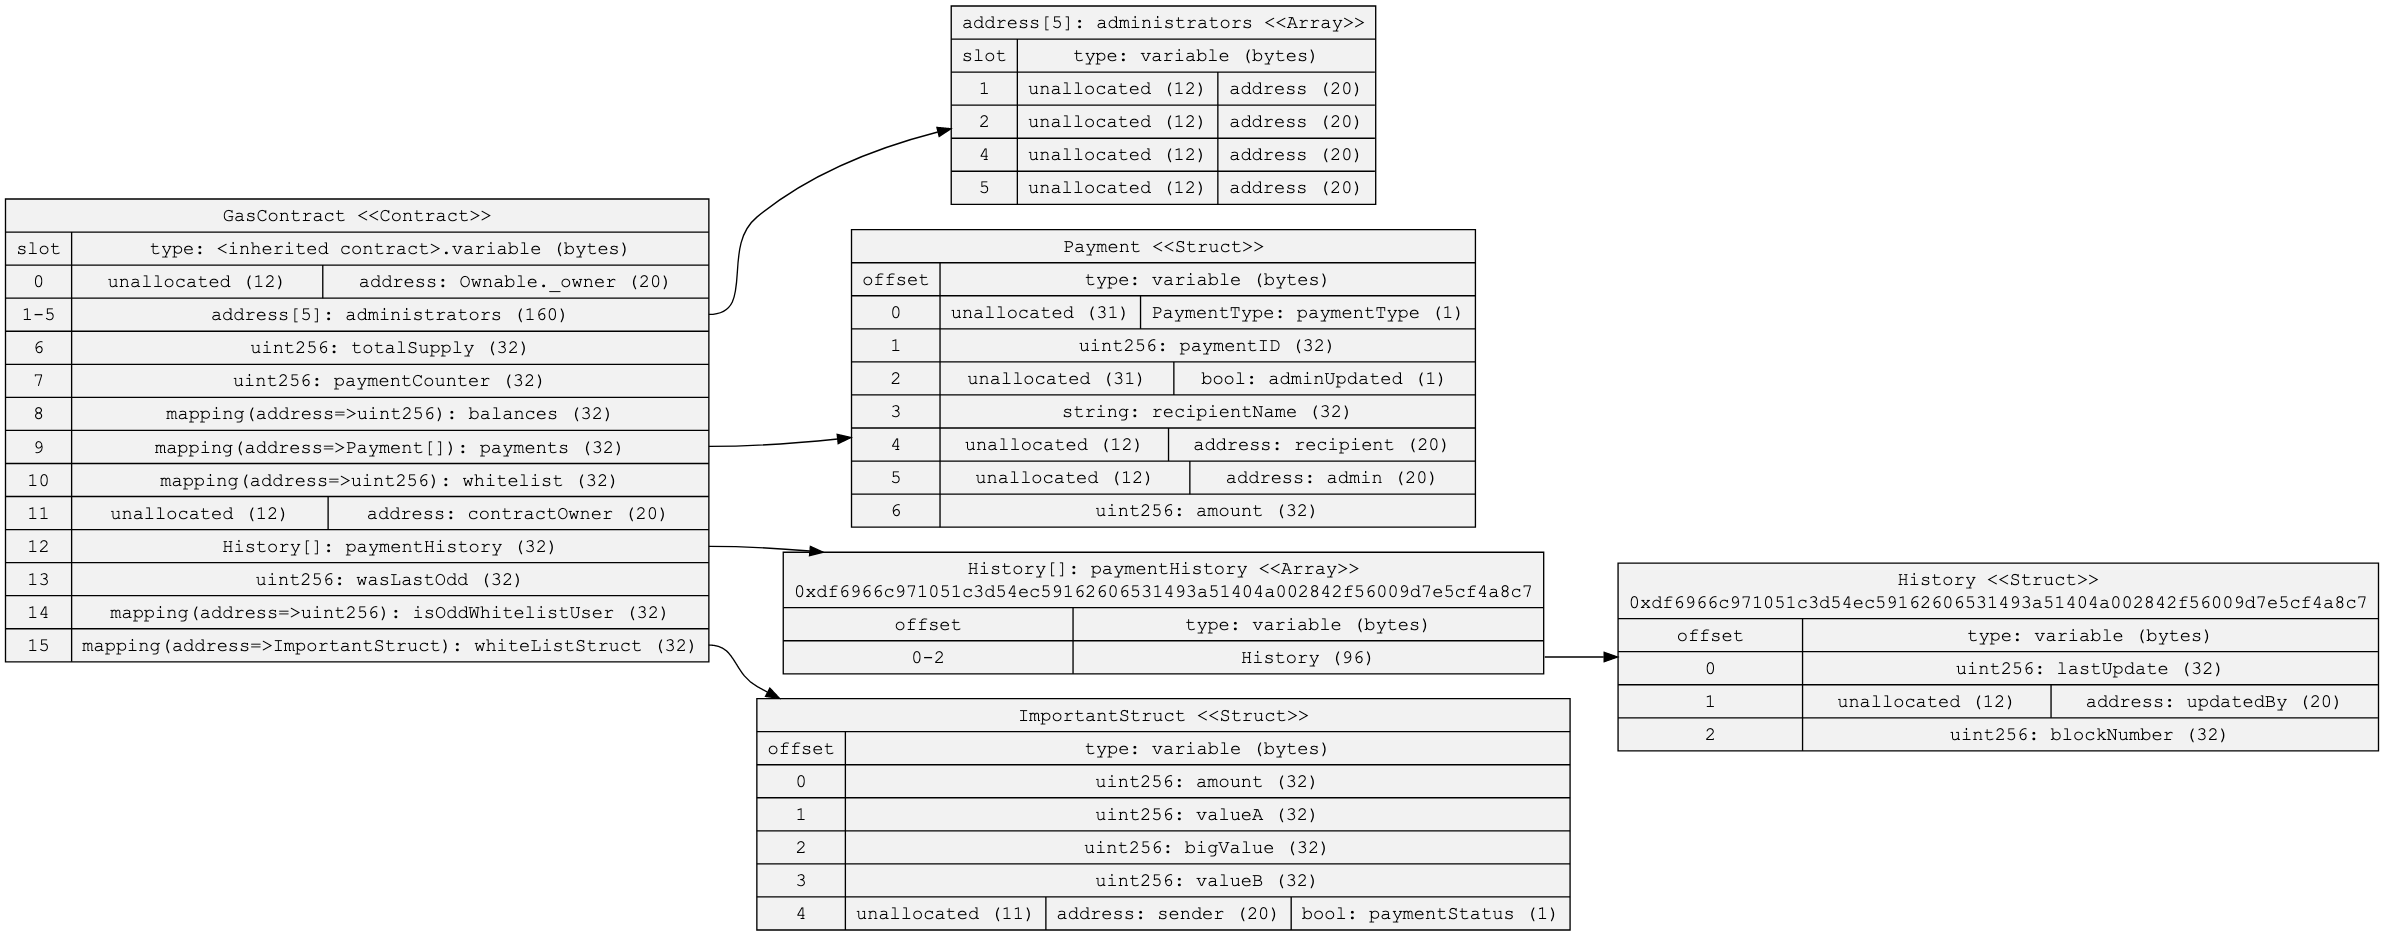 address[5]: administrators <<Array>>
slot type: variable (bytes)
1 unallocated (12) address (20)
2 unallocated (12) address (20)
4 unallocated (12) address (20)
5 unallocated (12) address (20)
GasContract <<Contract>>
slot type: <inherited contract>.variable (bytes)
0 unallocated (12) address: Ownable._owner (20)
1-5 address[5]: administrators (160)
6 uint256: totalSupply (32)
7 uint256: paymentCounter (32)
8 mapping(address=>uint256): balances (32)
9 mapping(address=>Payment[]): payments (32)
10 mapping(address=>uint256): whitelist (32)
11 unallocated (12) address: contractOwner (20)
12 History[]: paymentHistory (32)
13 uint256: wasLastOdd (32)
14 mapping(address=>uint256): isOddWhitelistUser (32)
15 mapping(address=>ImportantStruct): whiteListStruct (32)
Payment <<Struct>>
offset type: variable (bytes)
0 unallocated (31) PaymentType: paymentType (1)
1 uint256: paymentID (32)
2 unallocated (31) bool: adminUpdated (1)
3 string: recipientName (32)
4 unallocated (12) address: recipient (20)
5 unallocated (12) address: admin (20)
6 uint256: amount (32)
History[]: paymentHistory <<Array>>
0xdf6966c971051c3d54ec59162606531493a51404a002842f56009d7e5cf4a8c7
offset type: variable (bytes)
0-2 History (96)
History <<Struct>>
0xdf6966c971051c3d54ec59162606531493a51404a002842f56009d7e5cf4a8c7
offset type: variable (bytes)
0 uint256: lastUpdate (32)
1 unallocated (12) address: updatedBy (20)
2 uint256: blockNumber (32)
ImportantStruct <<Struct>>
offset type: variable (bytes)
0 uint256: amount (32)
1 uint256: valueA (32)
2 uint256: bigValue (32)
3 uint256: valueB (32)
4 unallocated (11) address: sender (20) bool: paymentStatus (1)